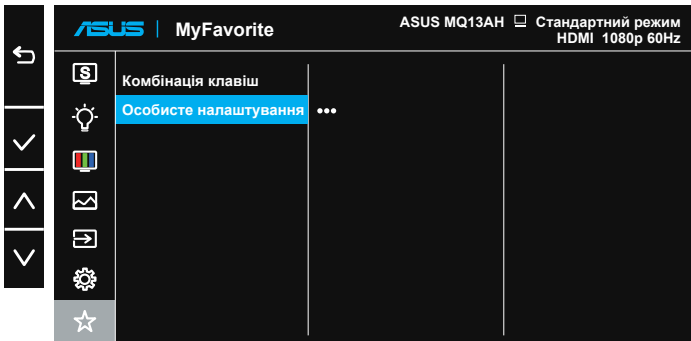 ASUS | MyFavorite
ASUS MQ13AH Стандартний режим
HDMI 1080p 60Hz
S
Комбінація клавіш
Особисте налаштування •••